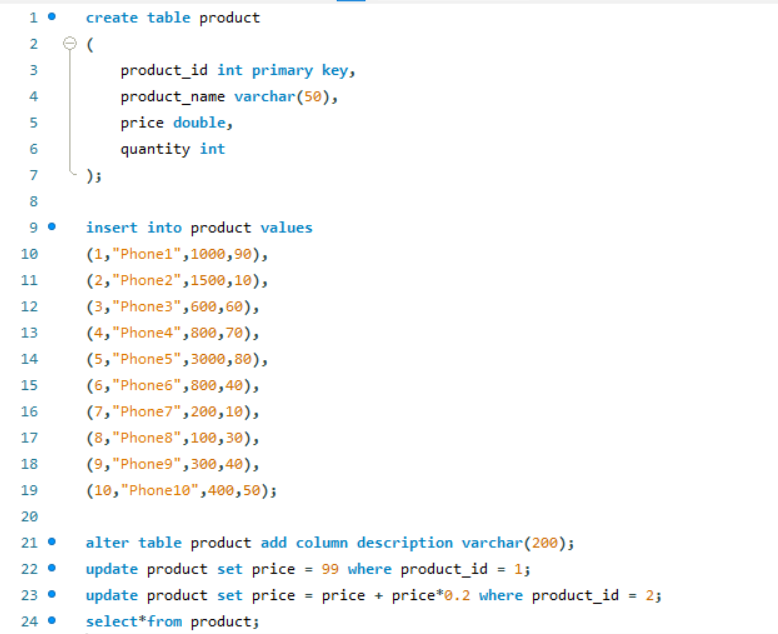 1 create table product
2 (
3 product_id int primary key,
4 product_name varchar(50),
5 price double,
6 quantity int
7 );
8
9 insert into product values
10 (1,"Phone1",1000,90),
11 (2,"Phone2",1500,10),
12 (3,"Phone3",600,60),
13 (4,"Phone4",800,70),
14 (5,"Phone5",3000,80),
15 (6,"Phone6",800,40),
16 (7,"Phone7",200,10),
17 (8,"Phone8",100,30),
18 (9,"Phone9",300,40),
19 (10,"Phone10",400,50);
20
21 alter table product add column description varchar(200);
22 update product set price = 99 where product_id = 1;
23 update product set price = price + price*0.2 where product_id = 2;
24 select*from product;